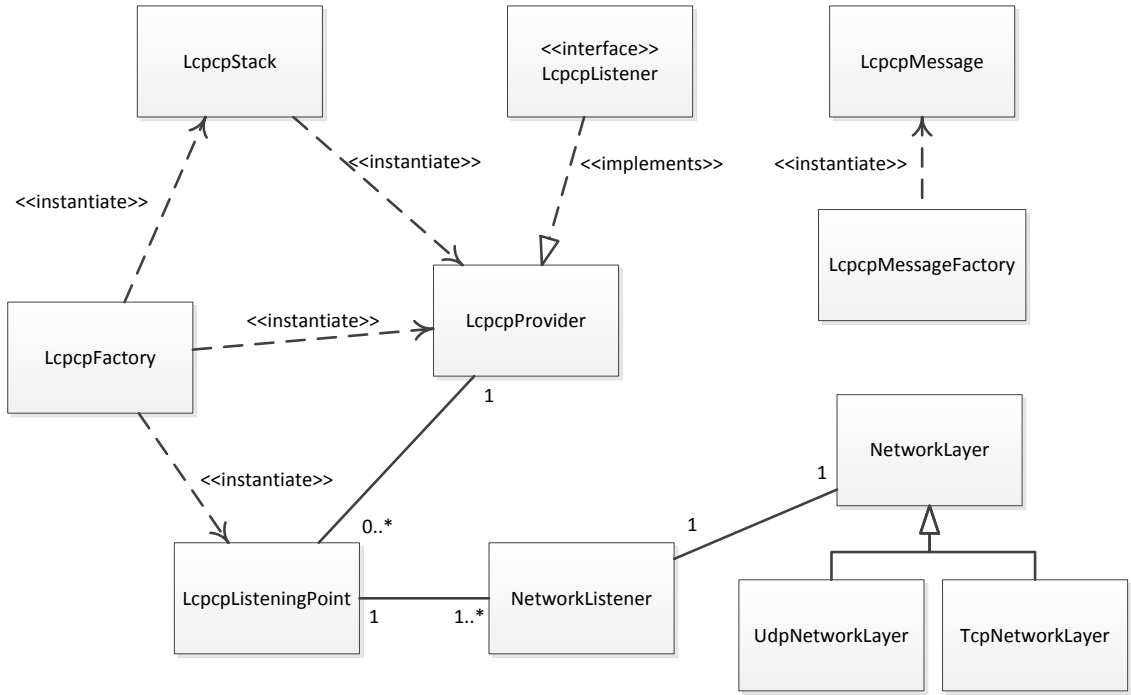 LcpcpStack
<<interface>>
LcpcpListener
LcpcpMessage
<<instantiate>>
<<implements>>
<<instantiate>>
<<instantiate>>
LcpcpMessageFactory
<<instantiate>>
LcpcpProvider
LcpcpFactory
1
NetworkLayer
<<instantiate>>
1
0..*
1
LcpcpListeningPoint
NetworkListener
1
1..*
UdpNetworkLayer
TcpNetworkLayer